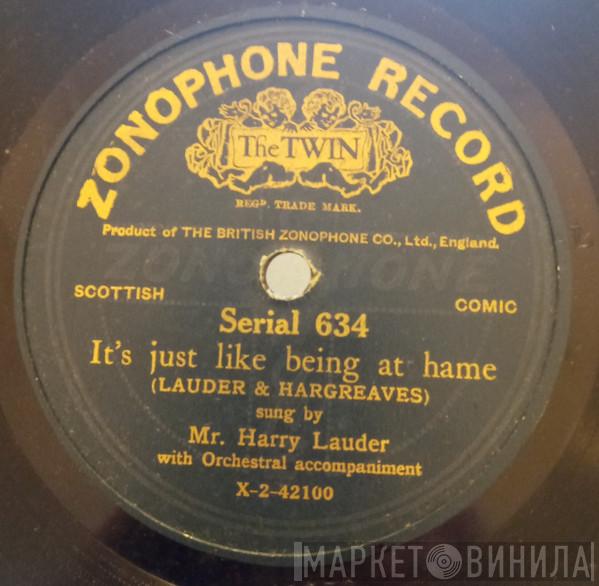 ZONOPHONE RECORD
The TWIN
REGD. TRADE MARK.
Product of THE BRITISH ZONOPHONE CO., Ltd., England.
ZONOPHONE
SCOTTISH
COMIC
Serial 634
It's just like being at hame
(LAUDER & HARGREAVES)
sung by
Mr. Harry Lauder
with Orchestral accompaniment
X-2-42100
МАРКЕТ ВИНИЛА